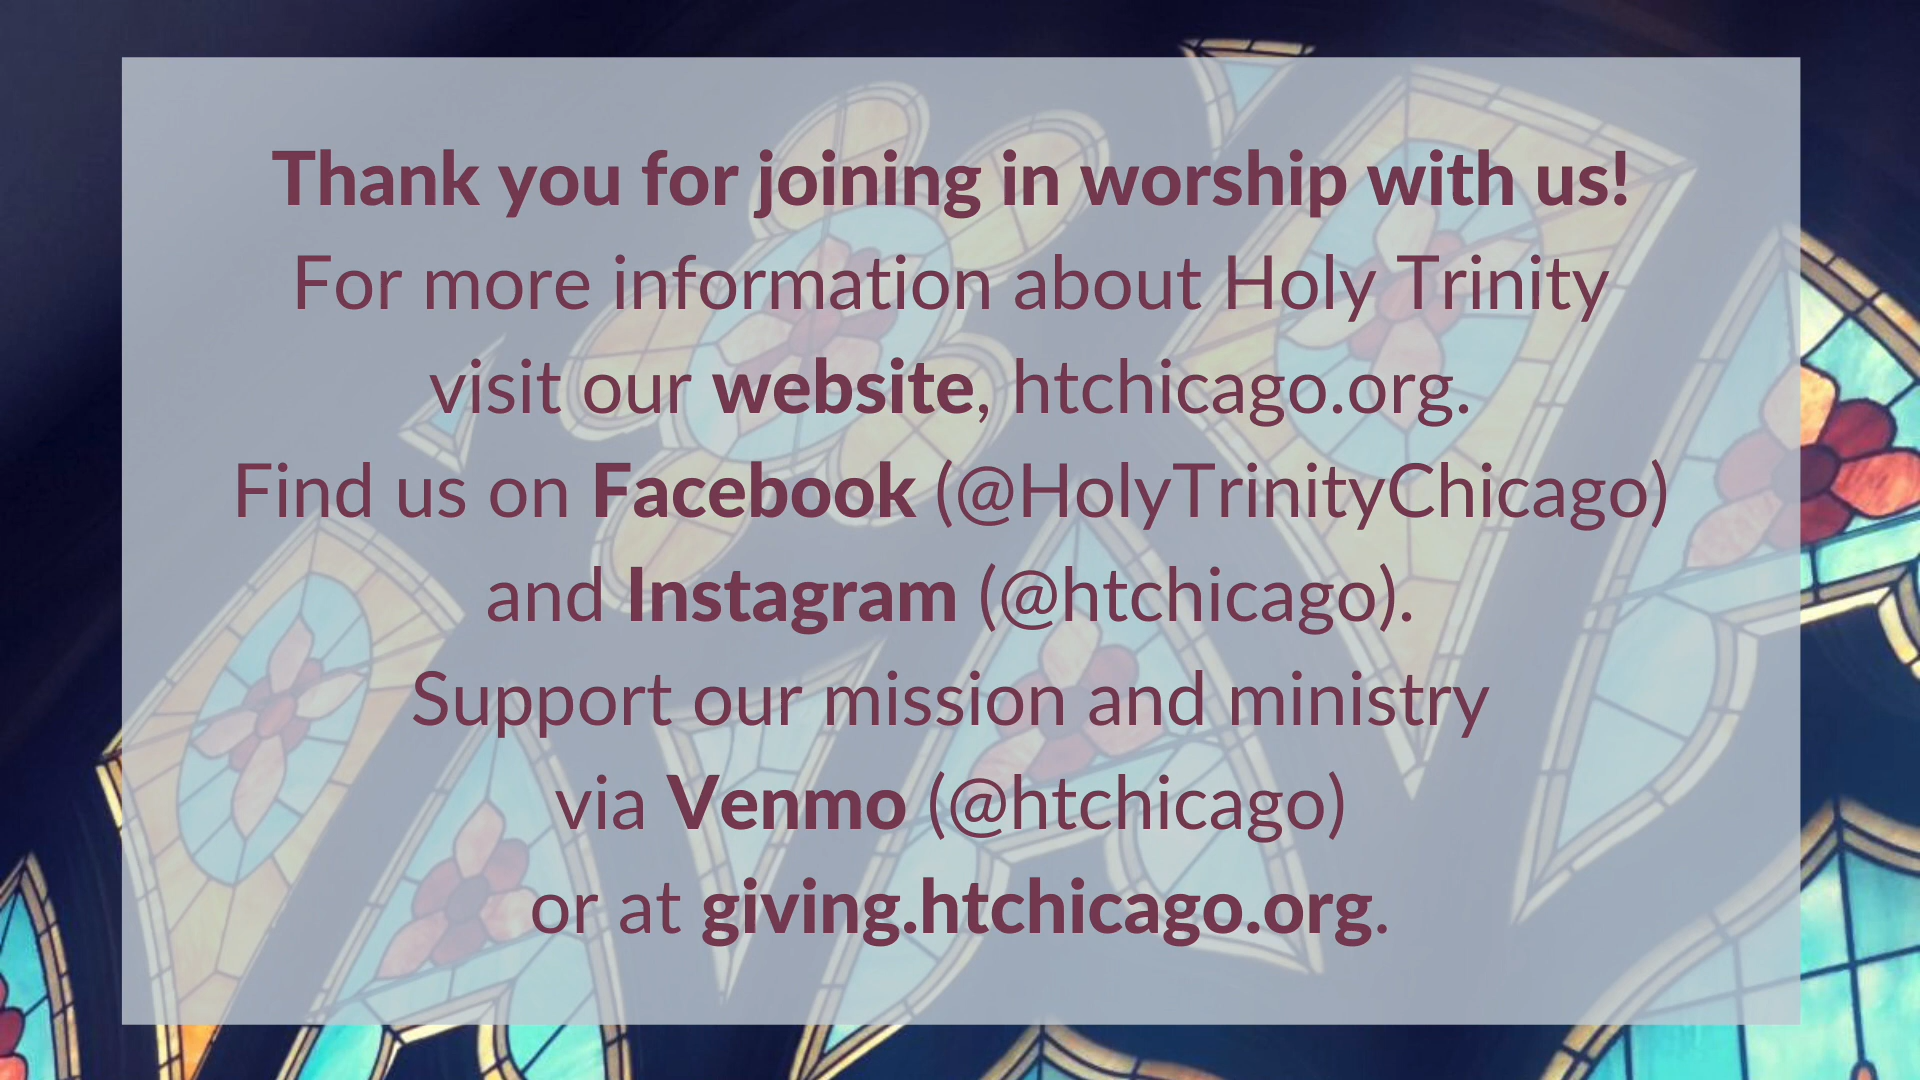 Thank you for joining in worship with us!
For more information about Holy Trinity
visit our website, htchicago.org.
Find us on Facebook (@HolyTrinityChicago)
and Instagram (@htchicago).
Support our mission and ministry
via Venmo (@htchicago)
or at giving.htchicago.org.